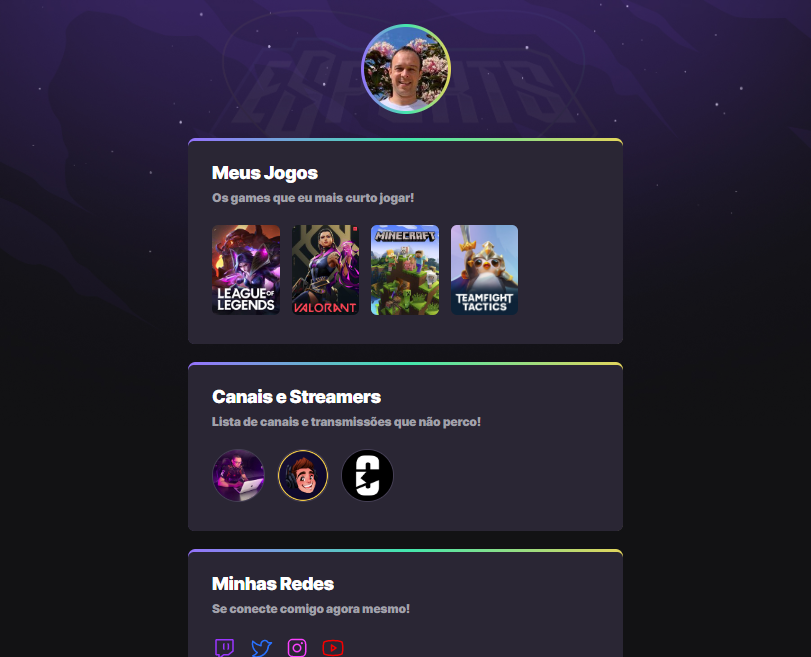 ESPORTS
Meus Jogos
Os games que eu mais curto jogar!
LEAGUE OF
LEGENDS
VALORANT
MINECRAFT
TEAMFIGHT
TACTICS
Canais e Streamers
Lista de canais e transmissões que não perco!
Minhas Redes
Se conecte comigo agora mesmo!